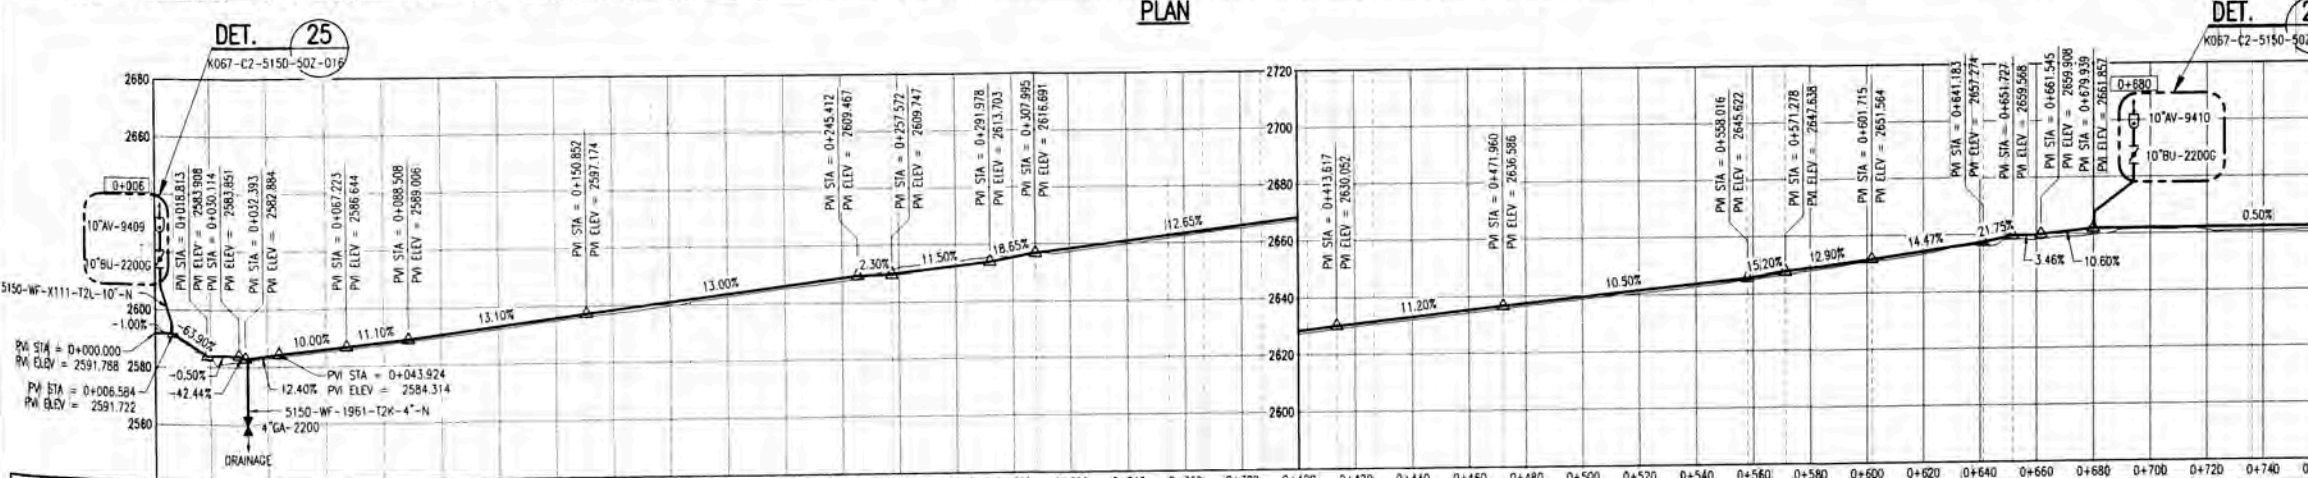 PLAN
DET. 25
K067-C2-5150-50Z-016
DET. 2
K067-C2-5150-50Z
2680
2660
2600
2580
2560
0+006
10"AV-9409
10"BU-2200G
5150-WF-X111-T2L-10"-N
-1.00%
PVI STA = 0+000.000
PVI ELEV = 2591.788
PVI STA = 0+006.584
PVI ELEV = 2591.722
-63.90%
-0.50%
-42.44%
12.40%
PVI STA = 0+018.813
PVI ELEV = 2583.908
PVI STA = 0+030.114
PVI ELEV = 2583.851
PVI STA = 0+032.393
PVI ELEV = 2582.884
PVI STA = 0+043.924
PVI ELEV = 2584.314
5150-WF-1961-T2K-4"-N
4"GA-2200
DRAINAGE
10.00%
PVI STA = 0+067.223
PVI ELEV = 2586.644
11.10%
PVI STA = 0+088.508
PVI ELEV = 2589.006
13.10%
PVI STA = 0+150.852
PVI ELEV = 2597.174
13.00%
PVI STA = 0+245.412
PVI ELEV = 2609.467
2.30%
PVI STA = 0+257.572
PVI ELEV = 2609.747
11.50%
PVI STA = 0+291.978
PVI ELEV = 2613.703
18.65%
PVI STA = 0+307.995
PVI ELEV = 2616.691
12.65%
2720
2700
2680
2660
2640
2620
2600
PVI STA = 0+413.617
PVI ELEV = 2630.052
11.20%
PVI STA = 0+471.960
PVI ELEV = 2636.586
10.50%
PVI STA = 0+558.016
PVI ELEV = 2645.622
15.20%
PVI STA = 0+571.278
PVI ELEV = 2647.638
12.90%
PVI STA = 0+601.715
PVI ELEV = 2651.564
14.47%
PVI STA = 0+641.183
PVI ELEV = 2657.274
21.75%
PVI STA = 0+651.727
PVI ELEV = 2659.568
3.46%
PVI STA = 0+661.545
PVI ELEV = 2659.908
10.60%
PVI STA = 0+679.939
PVI ELEV = 2661.857
0+680
10"AV-9410
10"BU-2200G
0.50%
0+400 0+420 0+440 0+460 0+480 0+500 0+520 0+540 0+560 0+580 0+600 0+620 0+640 0+660 0+680 0+700 0+720 0+740